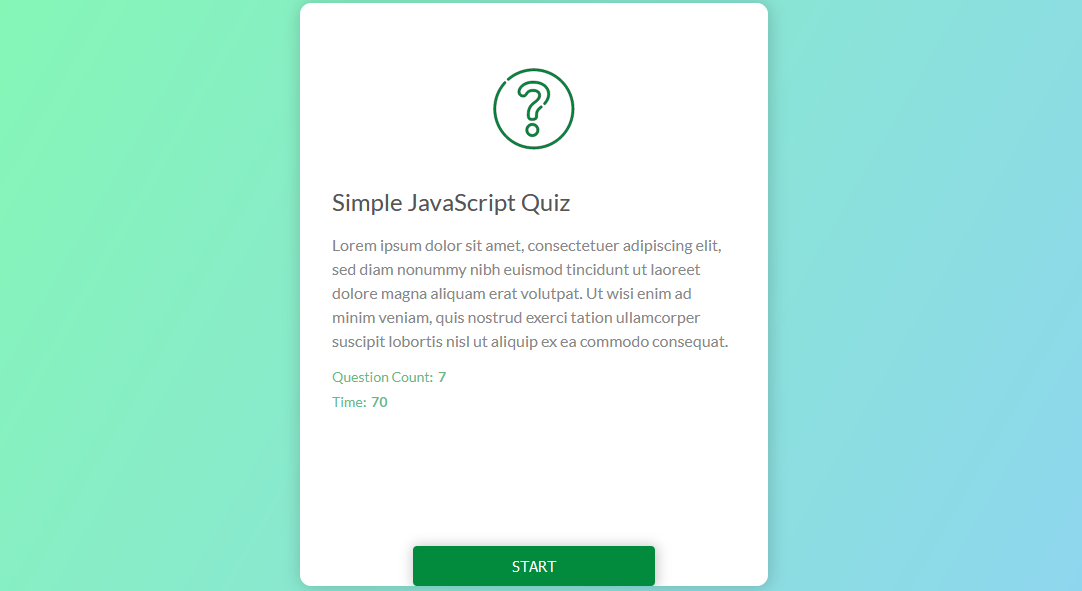 Simple JavaScript Quiz
Lorem ipsum dolor sit amet, consectetuer adipiscing elit,
sed diam nonummy nibh euismod tincidunt ut laoreet
dolore magna aliquam erat volutpat. Ut wisi enim ad
minim veniam, quis nostrud exerci tation ullamcorper
suscipit lobortis nisl ut aliquip ex ea commodo consequat.
Question Count: 7
Time: 70
START